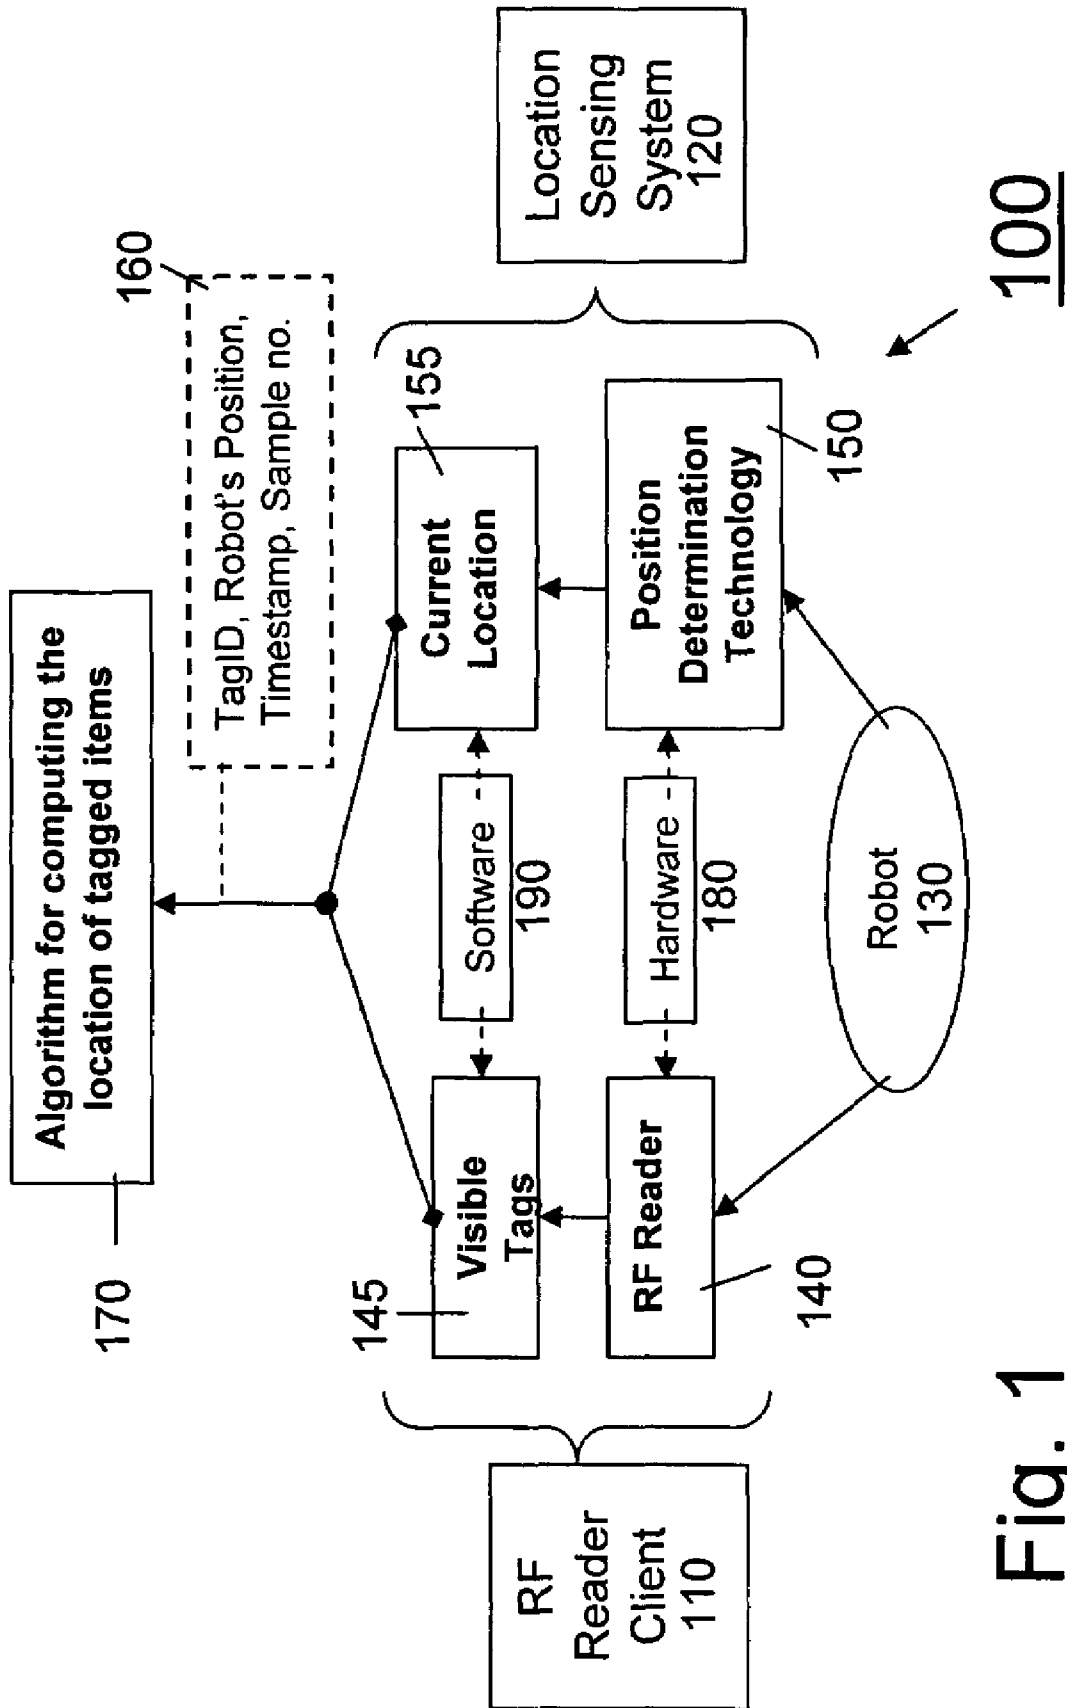 170
Algorithm for computing the
location of tagged items
160
TagID, Robot's Position,
Timestamp, Sample no.
RF
Reader
Client
110
145
Visible
Tags
Software
190
Current
Location
155
140
RF Reader
Hardware
180
Position
Determination
Technology
150
Location
Sensing
System
120
Robot
130
100
Fig. 1